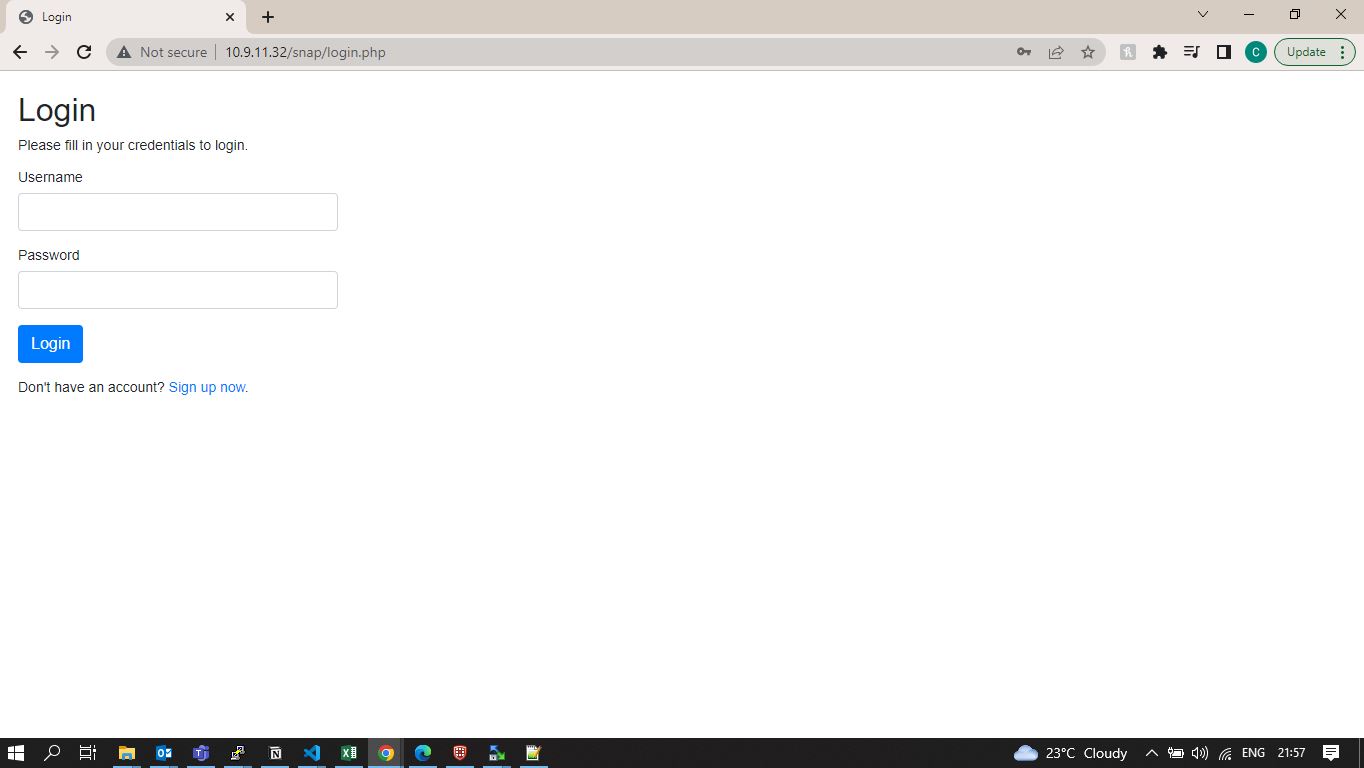 Login
Not secure
10.9.11.32/snap/login.php
C
Update
Login
Please fill in your credentials to login.
Username
Password
Login
Don't have an account? Sign up now.
23°C Cloudy
ENG
21:57